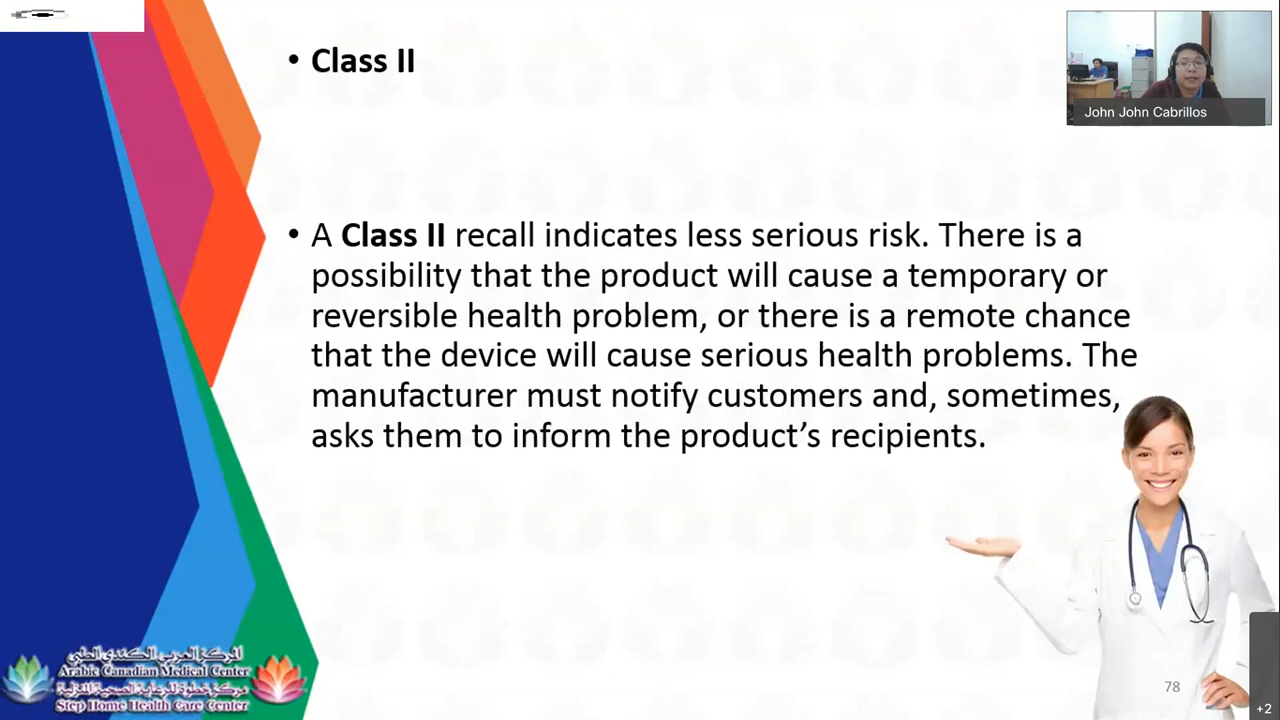 • Class II
John John Cabrillos
• A Class II recall indicates less serious risk. There is a
possibility that the product will cause a temporary or
reversible health problem, or there is a remote chance
that the device will cause serious health problems. The
manufacturer must notify customers and, sometimes,
asks them to inform the product’s recipients.
المركز العربي الكندي الطبي
Arabic Canadian Medical Center
مركز خطوة للرعاية الصحية المنزلية
Step Home Health Care Center
78
+2